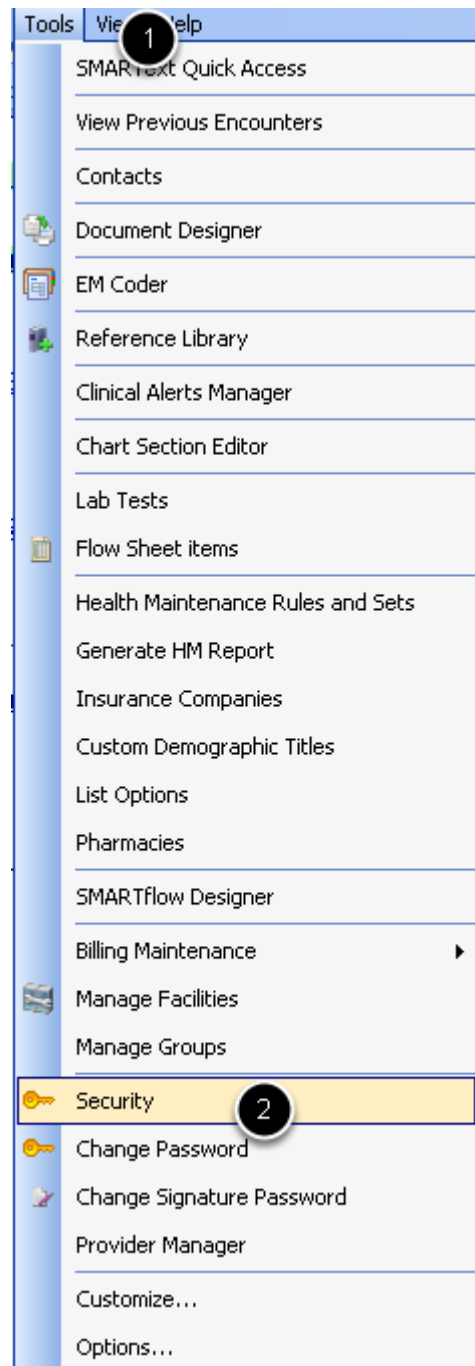 Tools Vie 1 elp
SMARText Quick Access
View Previous Encounters
Contacts
Document Designer
EM Coder
Reference Library
Clinical Alerts Manager
Chart Section Editor
Lab Tests
Flow Sheet items
Health Maintenance Rules and Sets
Generate HM Report
Insurance Companies
Custom Demographic Titles
List Options
Pharmacies
SMARTflow Designer
Billing Maintenance
Manage Facilities
Manage Groups
Security 2
Change Password
Change Signature Password
Provider Manager
Customize...
Options...